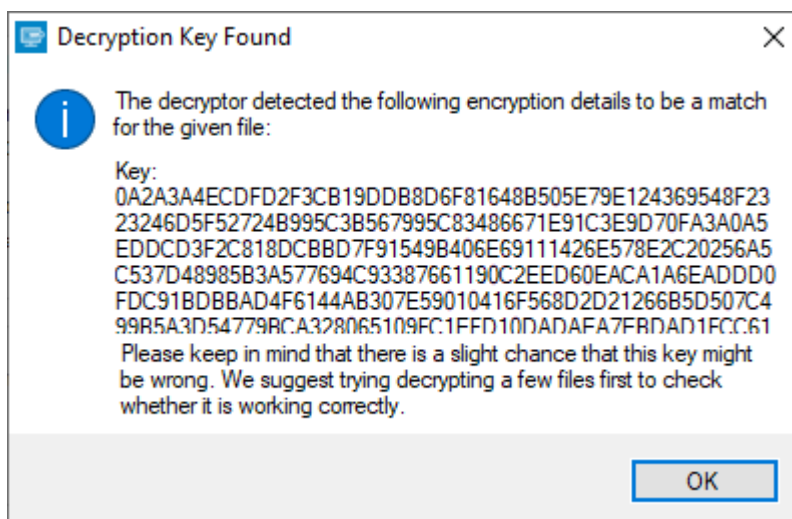 Decryption Key Found
The decryptor detected the following encryption details to be a match
for the given file:
Key:
0A2A3A4ECDFD2F3CB19DDB8D6F81648B505E79E124369548F23
23246D5F52724B995C3B567995C83486671E91C3E9D70FA3A0A5
EDDCD3F2C818DCBBD7F91549B406E69111426E578E2C20256A5
C537D48985B3A577694C93387661190C2EED60EACA1A6EADDD0
FDC91BDBBAD4F6144AB307E59010416F568D2D21266B5D507C4
99B5A3D54779BCA328065109FC1EFD10DADAEA7EBDAD1FCC61
Please keep in mind that there is a slight chance that this key might
be wrong. We suggest trying decrypting a few files first to check
whether it is working correctly.
OK